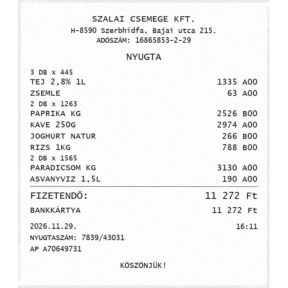 SZALAI CSEMEGE KFT.
H-8590 Szerbhídfa, Bajai utca 215.
ADÓSZÁM: 16865853-2-29
NYUGTA
3 DB x 445
TEJ 2,8% 1L 1335 A00
ZSEMLE 63 A00
2 DB x 1263
PAPRIKA KG 2526 B00
KAVE 250G 2974 A00
JOGHURT NATUR 266 B00
RIZS 1KG 788 B00
2 DB x 1565
PARADICSOM KG 3130 A00
ASVANYVIZ 1,5L 190 A00
FIZETENDŐ: 11 272 Ft
BANKKÁRTYA 11 272 Ft
2026.11.29. 16:11
NYUGTASZÁM: 7839/43031
AP A70649731
KÖSZÖNJÜK!